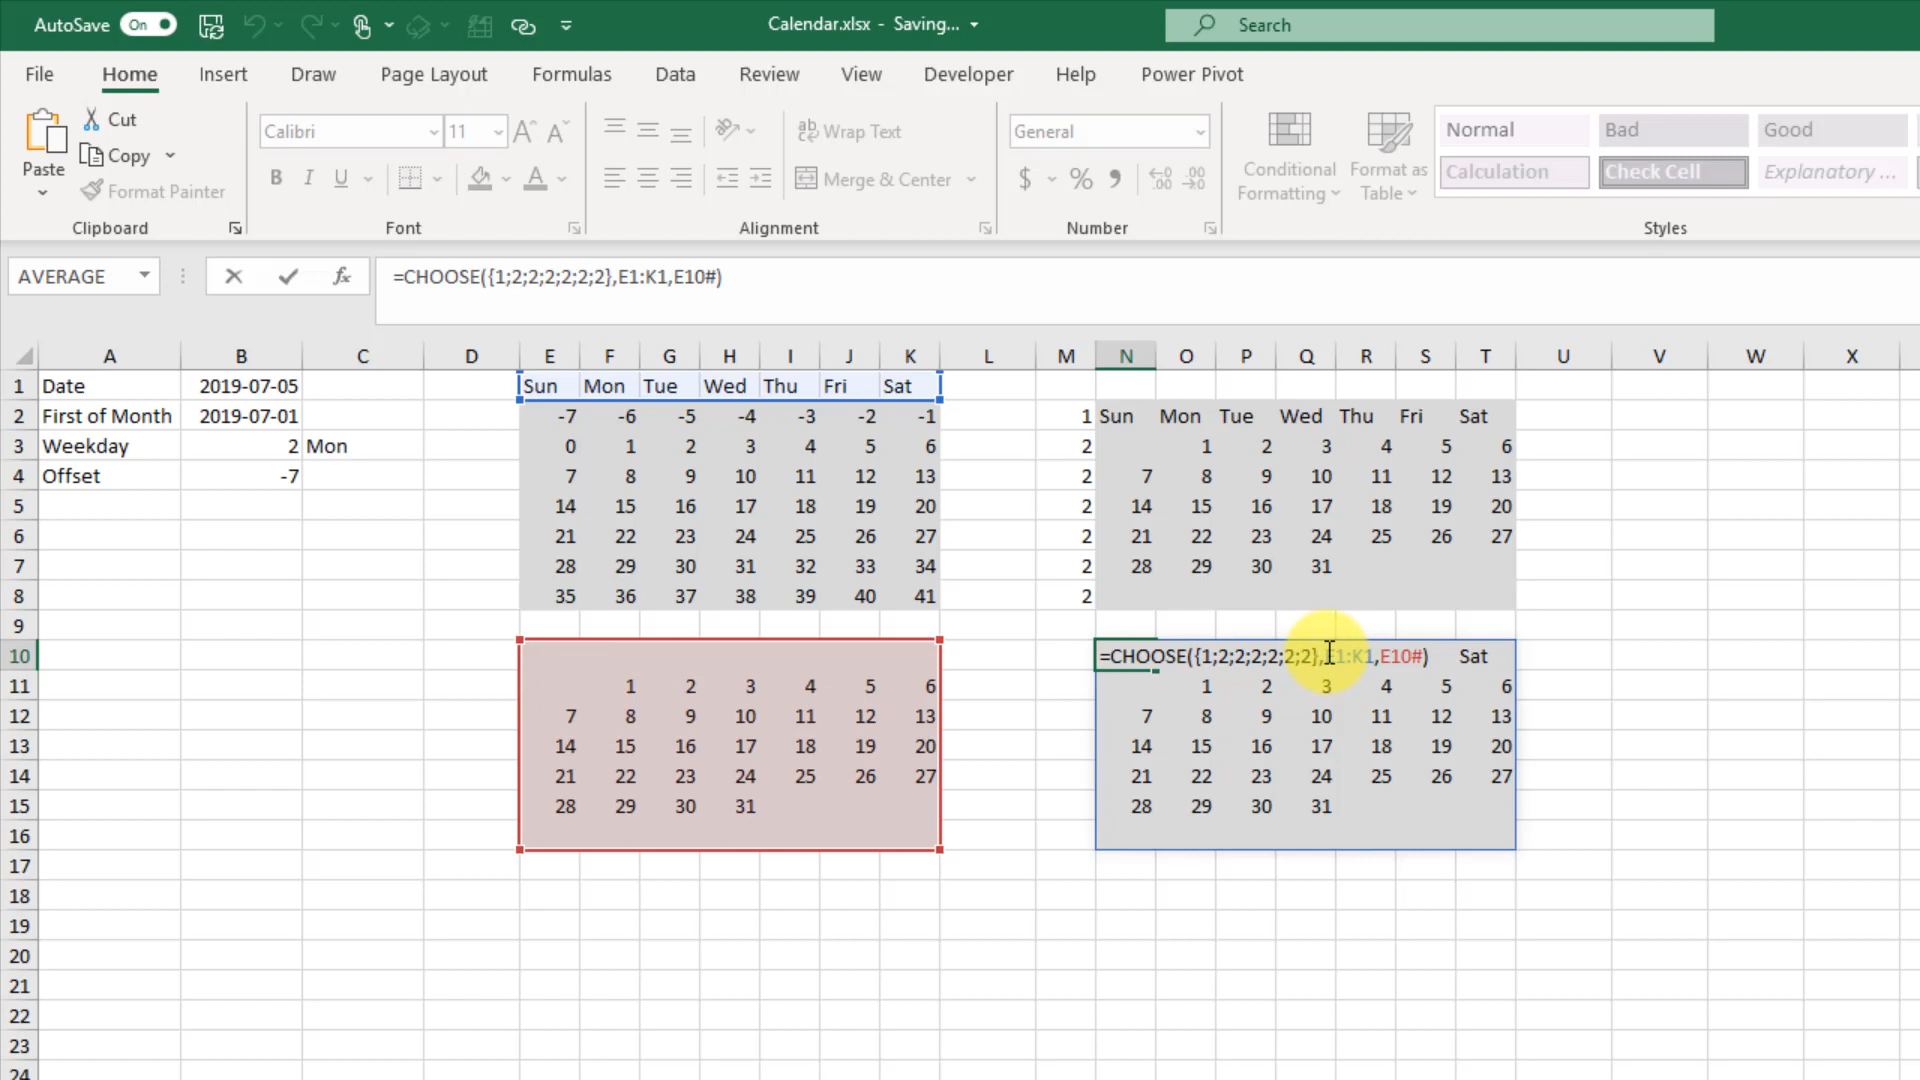 AutoSave On Calendar.xlsx - Saving... Search
File Home Insert Draw Page Layout Formulas Data Review View Developer Help Power Pivot
Paste
Cut
Copy
Format Painter
Clipboard
Calibri 11
B I U A
Font
Wrap Text
Merge & Center
Alignment
General
$ %
Number
Conditional Formatting
Format as Table
Normal Bad Good
Calculation Check Cell Explanatory ...
Styles
AVERAGE fx =CHOOSE({1;2;2;2;2;2;2},E1:K1,E10#)
A B C D E F G H I J K L M N O P Q R S T U V W X
1 Date 2019-07-05 Sun Mon Tue Wed Thu Fri Sat
2 First of Month 2019-07-01 -7 -6 -5 -4 -3 -2 -1 1 Sun Mon Tue Wed Thu Fri Sat
3 Weekday 2 Mon 0 1 2 3 4 5 6 2 1 2 3 4 5 6
4 Offset -7 7 8 9 10 11 12 13 2 7 8 9 10 11 12 13
5 14 15 16 17 18 19 20 2 14 15 16 17 18 19 20
6 21 22 23 24 25 26 27 2 21 22 23 24 25 26 27
7 28 29 30 31 32 33 34 2 28 29 30 31
8 35 36 37 38 39 40 41 2
9
10 =CHOOSE({1;2;2;2;2;2;2},E1:K1,E10#) Sat
11 1 2 3 4 5 6 1 2 3 4 5 6
12 7 8 9 10 11 12 13 7 8 9 10 11 12 13
13 14 15 16 17 18 19 20 14 15 16 17 18 19 20
14 21 22 23 24 25 26 27 21 22 23 24 25 26 27
15 28 29 30 31 28 29 30 31
16
17
18
19
20
21
22
23
24